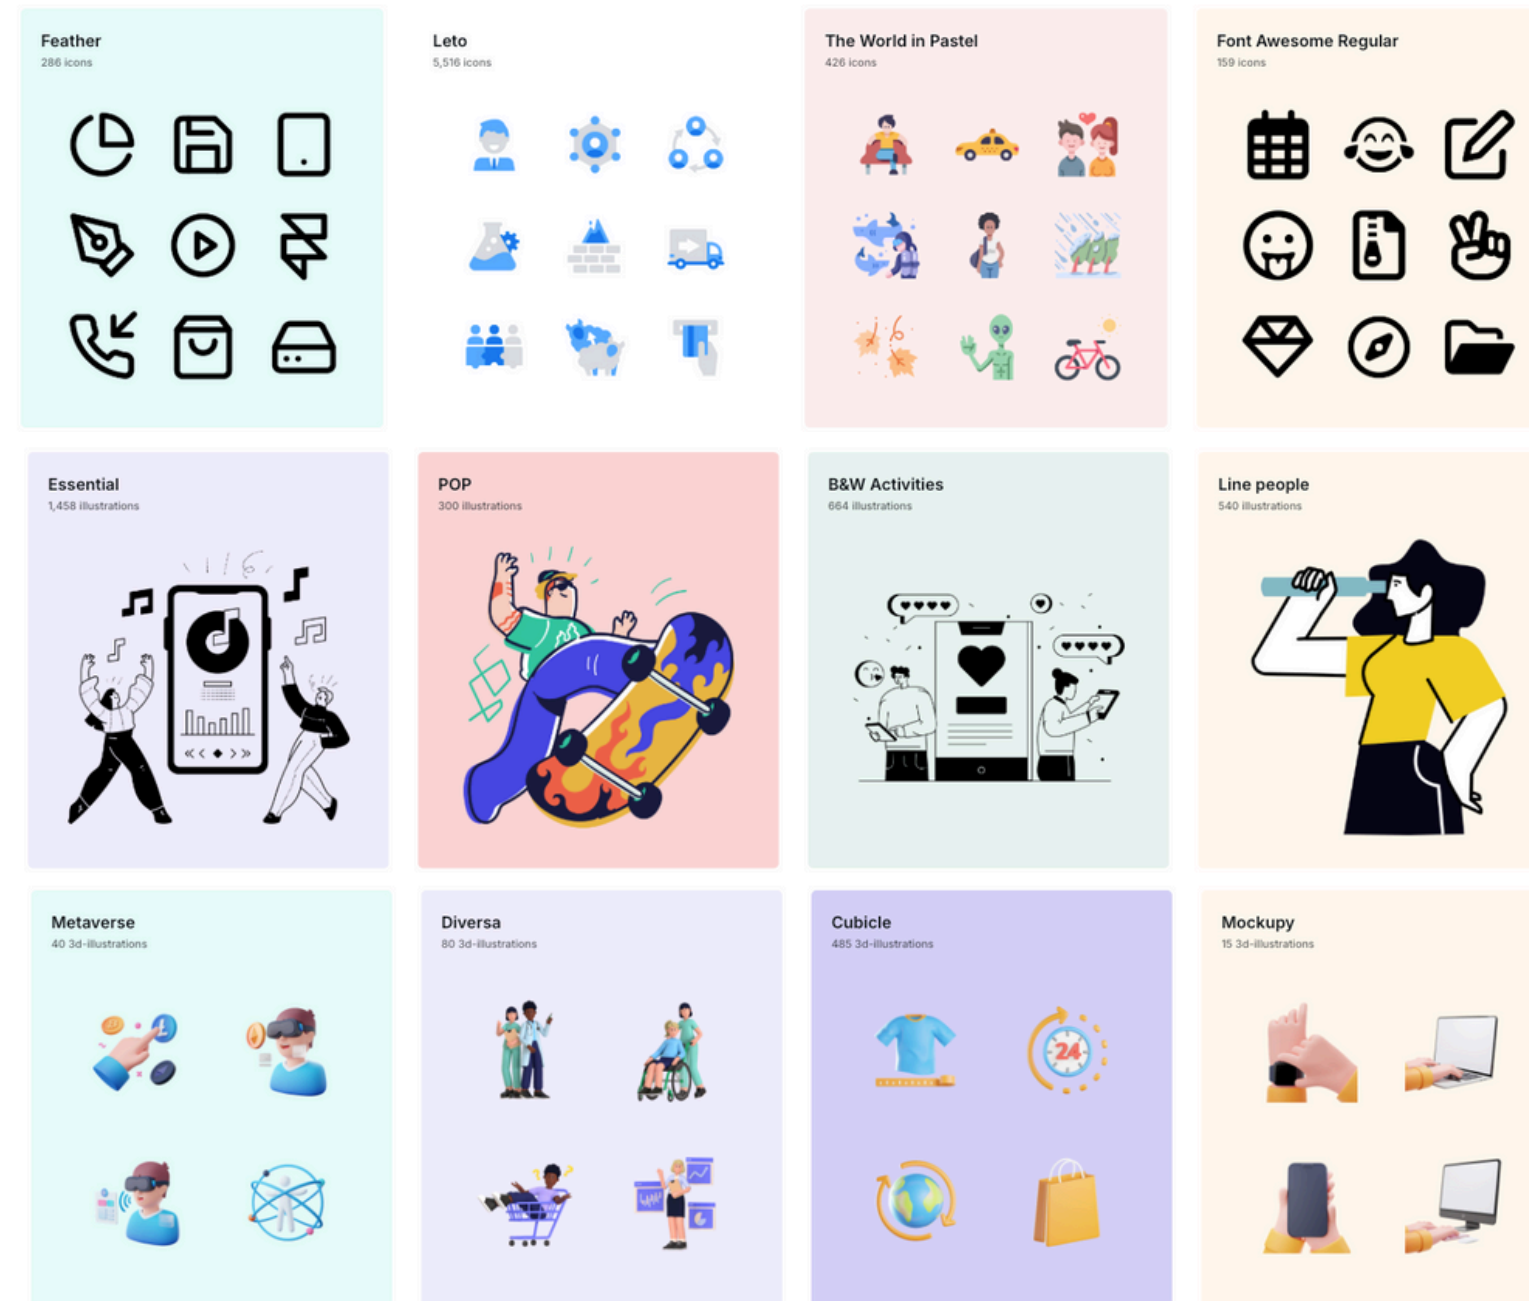 Feather
286 icons
Leto
5,516 icons
The World in Pastel
426 icons
Font Awesome Regular
159 icons
Essential
1,458 illustrations
POP
300 illustrations
B&W Activities
664 illustrations
Line people
540 illustrations
Metaverse
40 3d-illustrations
Diversa
80 3d-illustrations
Cubicle
485 3d-illustrations
Mockupy
15 3d-illustrations
24